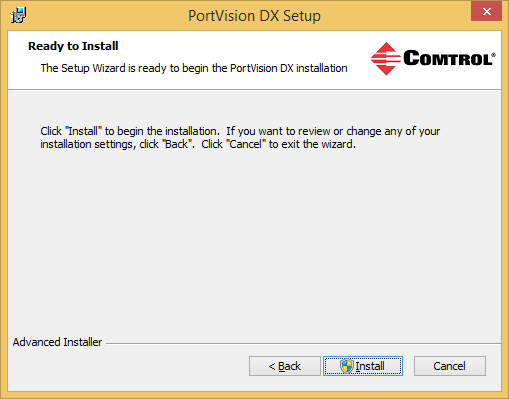 PortVision DX Setup
Ready to Install
The Setup Wizard is ready to begin the PortVision DX installation
COMTROL®
Click "Install" to begin the installation. If you want to review or change any of your
installation settings, click "Back". Click "Cancel" to exit the wizard.
Advanced Installer
< Back
Install
Cancel